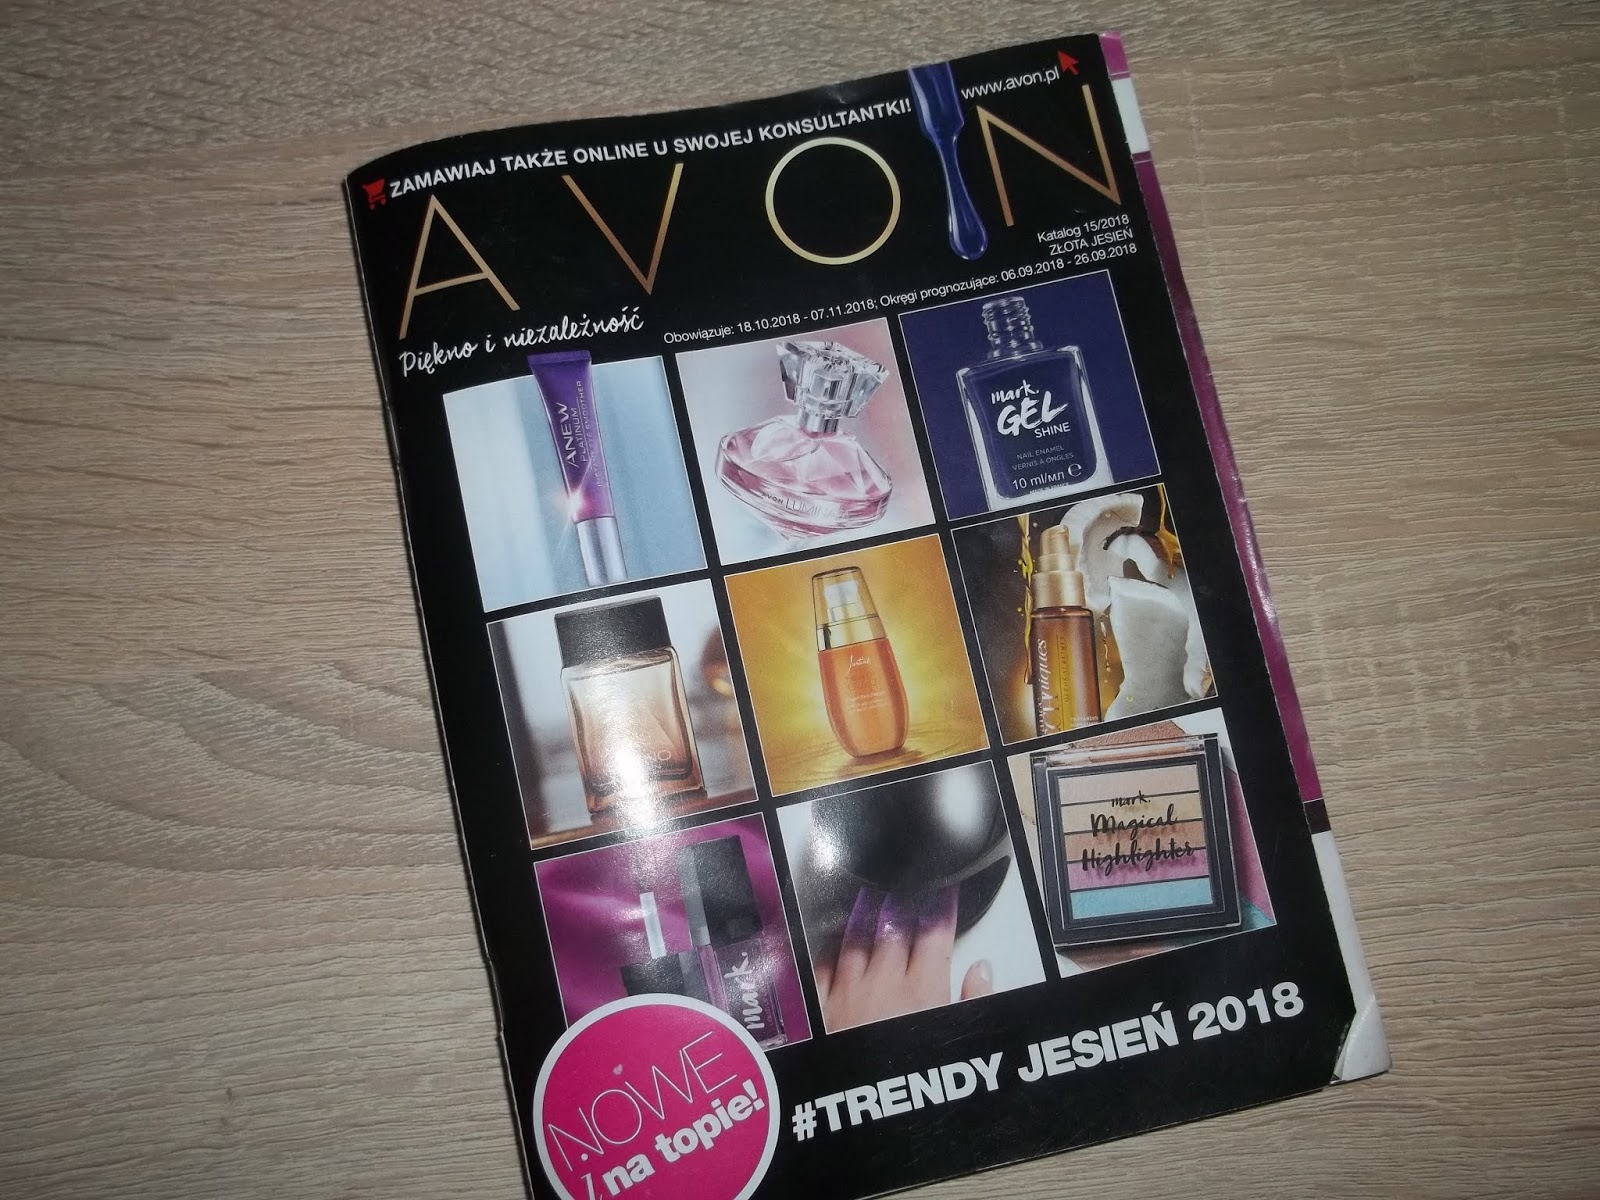 ZAMAWIAJ TAKŻE ONLINE U SWOJEJ KONSULTANTKI!
www.avon.pl
AVON
Katalog 15/2018
ZŁOTA JESIEŃ
Obowiązuje: 18.10.2018 - 07.11.2018; Okręgi prognozujące: 06.09.2018 - 26.09.2018
Piękno i niezależność
ANEW
PLATINUM
AVON LUMINATA
mark.
GEL
SHINE
NAIL ENAMEL
VERNIS À ONGLES
10 ml/мл e
mark.
mark.
Magical
Highlighter
NOWE
i na topie!
#TRENDY JESIEŃ 2018